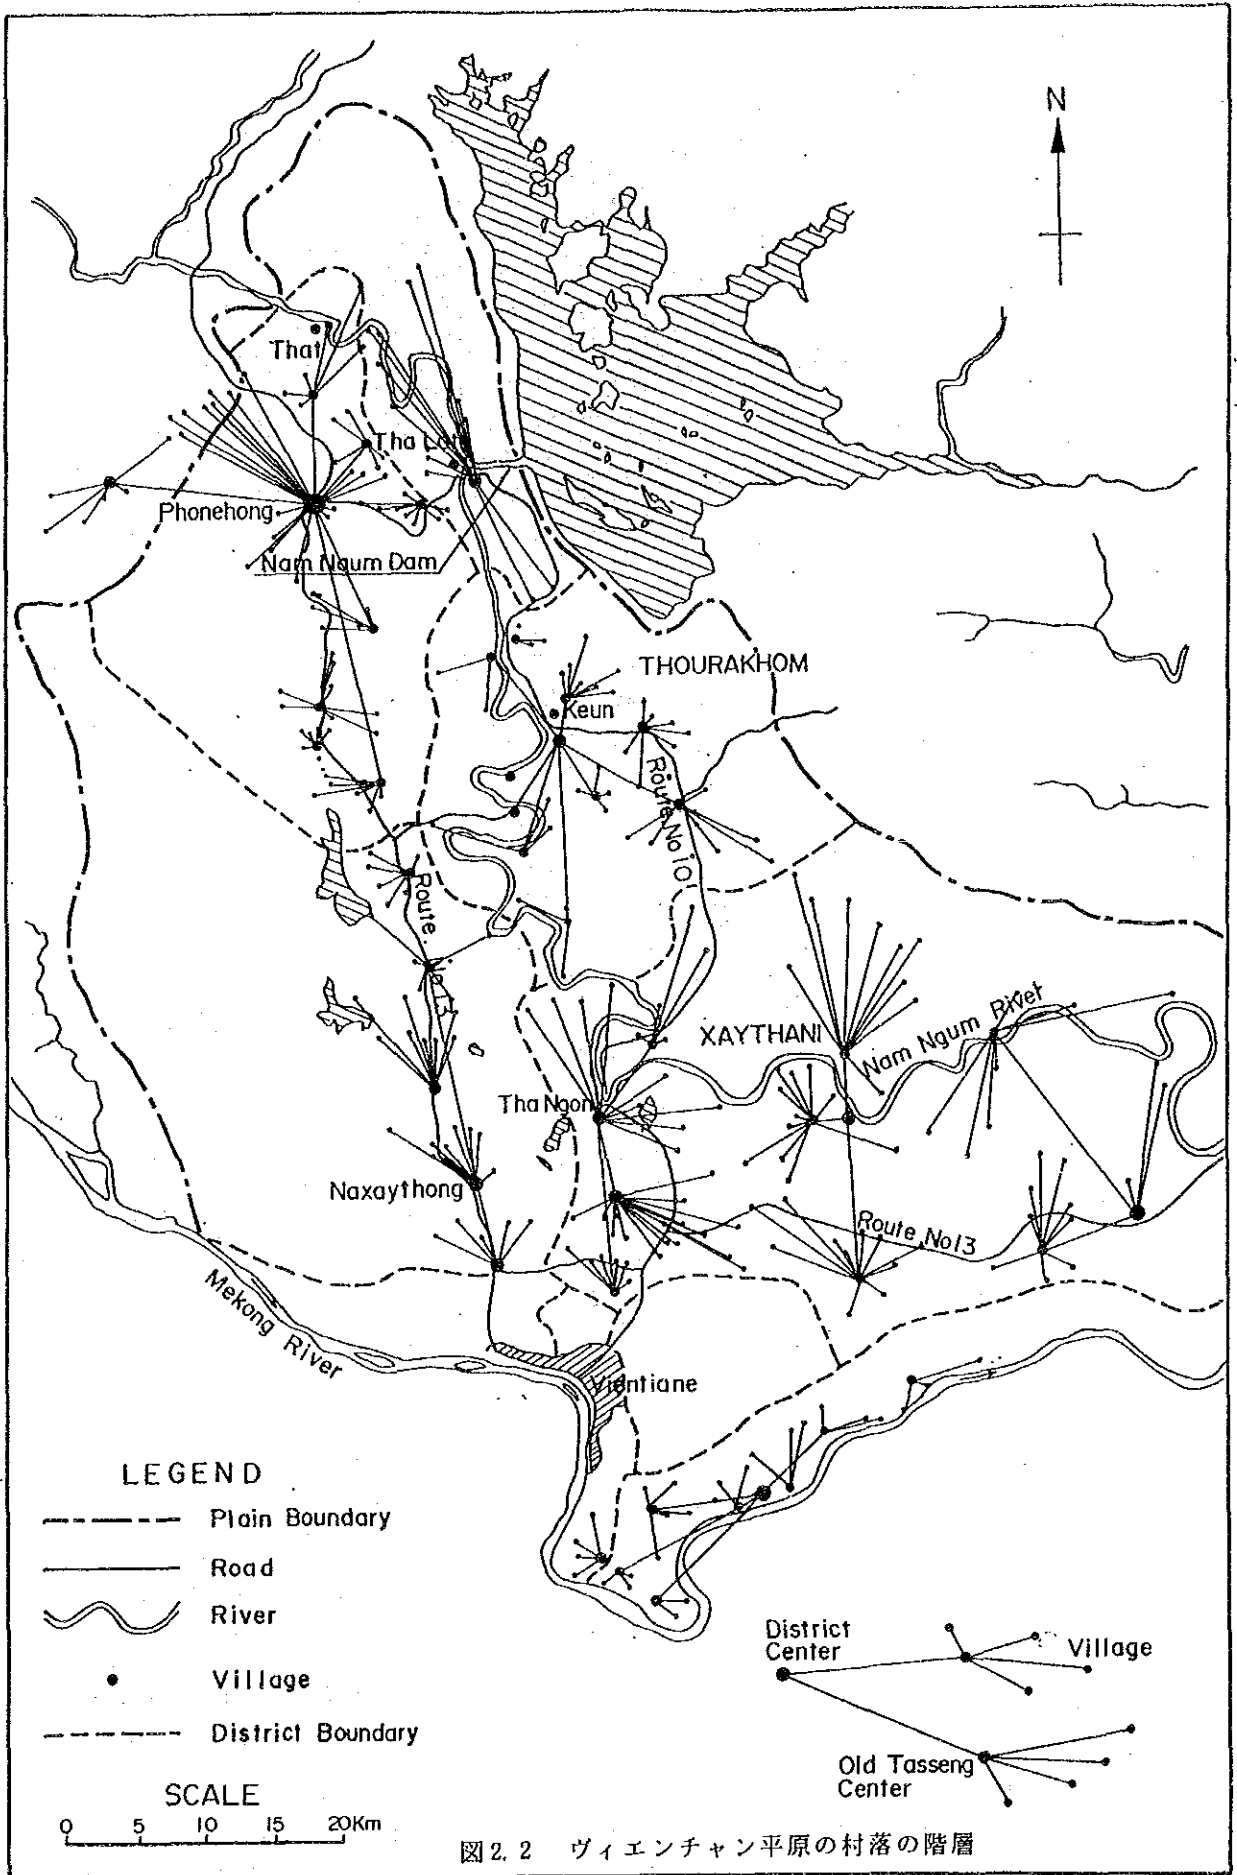 N
That
Tha Lat
Phonehong
Nam Ngum Dam
THOURAKHOM
Keun
Route No 10
Route No 13
XAYTHANI
Nam Ngum River
Tha Ngon
Naxaythong
Route No 13
Mekong River
Vientiane
LEGEND
Plain Boundary
Road
River
Village
District Boundary
SCALE
0 5 10 15 20Km
District
Center
Village
Old Tasseng
Center
図2.2 ヴィエンチャン平原の村落の階層